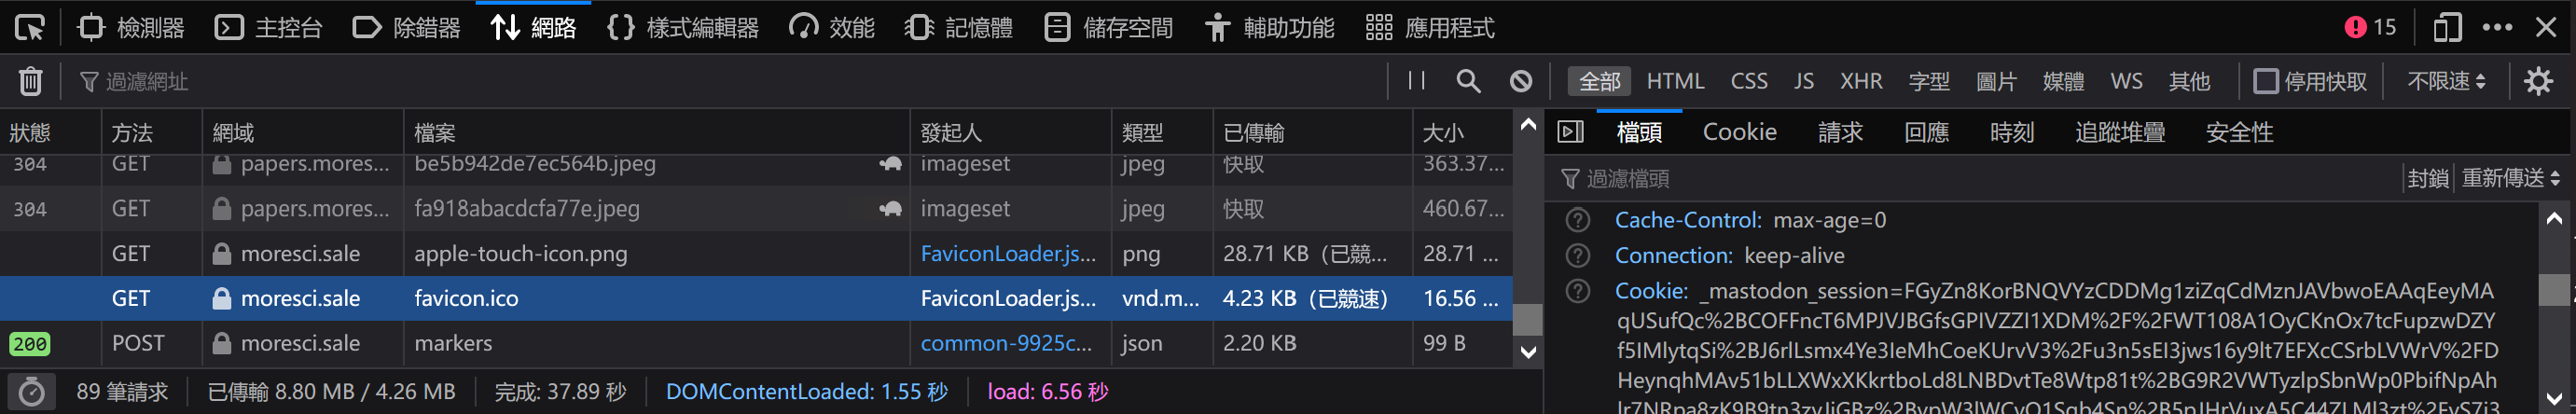 檢測器 主控台 除錯器 網路 樣式編輯器 效能 記憶體 儲存空間 輔助功能 應用程式 15
過濾網址 全部 HTML CSS JS XHR 字型 圖片 媒體 WS 其他 停用快取 不限速
狀態 方法 網域 檔案 發起人 類型 已傳輸 大小
304 GET papers.mores... be5b942de7ec564b.jpeg imageset jpeg 快取 363.37...
304 GET papers.mores... fa918abacdcfa77e.jpeg imageset jpeg 快取 460.67...
GET moresci.sale apple-touch-icon.png FaviconLoader.js... png 28.71 KB（已競... 28.71 ...
GET moresci.sale favicon.ico FaviconLoader.js... vnd.m... 4.23 KB（已競速） 16.56 ...
200 POST moresci.sale markers common-9925c... json 2.20 KB 99 B
89 筆請求 已傳輸 8.80 MB / 4.26 MB 完成: 37.89 秒 DOMContentLoaded: 1.55 秒 load: 6.56 秒
檔頭 Cookie 請求 回應 時刻 追蹤堆疊 安全性
過濾檔頭 封鎖 重新傳送
Cache-Control: max-age=0
Connection: keep-alive
Cookie: _mastodon_session=FGyZn8KorBNQVYzCDDMg1ziZqCdMznJAVbwoEAAqEeyMA
qUSufQc%2BCOFFncT6MPJVJBGfsGPIVZZI1XDM%2F%2FWT108A1OyCKnOx7tcFupzwDZY
f5IMlytqSi%2BJ6rlLsmx4Ye3IeMhCoeKUrvV3%2Fu3n5sEI3jws16y9lt7EFXcCSrbLVWrV%2FD
HeynqhMAv51bLLXWxXKkrtboLd8LNBDvtTe8Wtp81t%2BG9R2VWTyzlpSbnWp0PbifNpAh